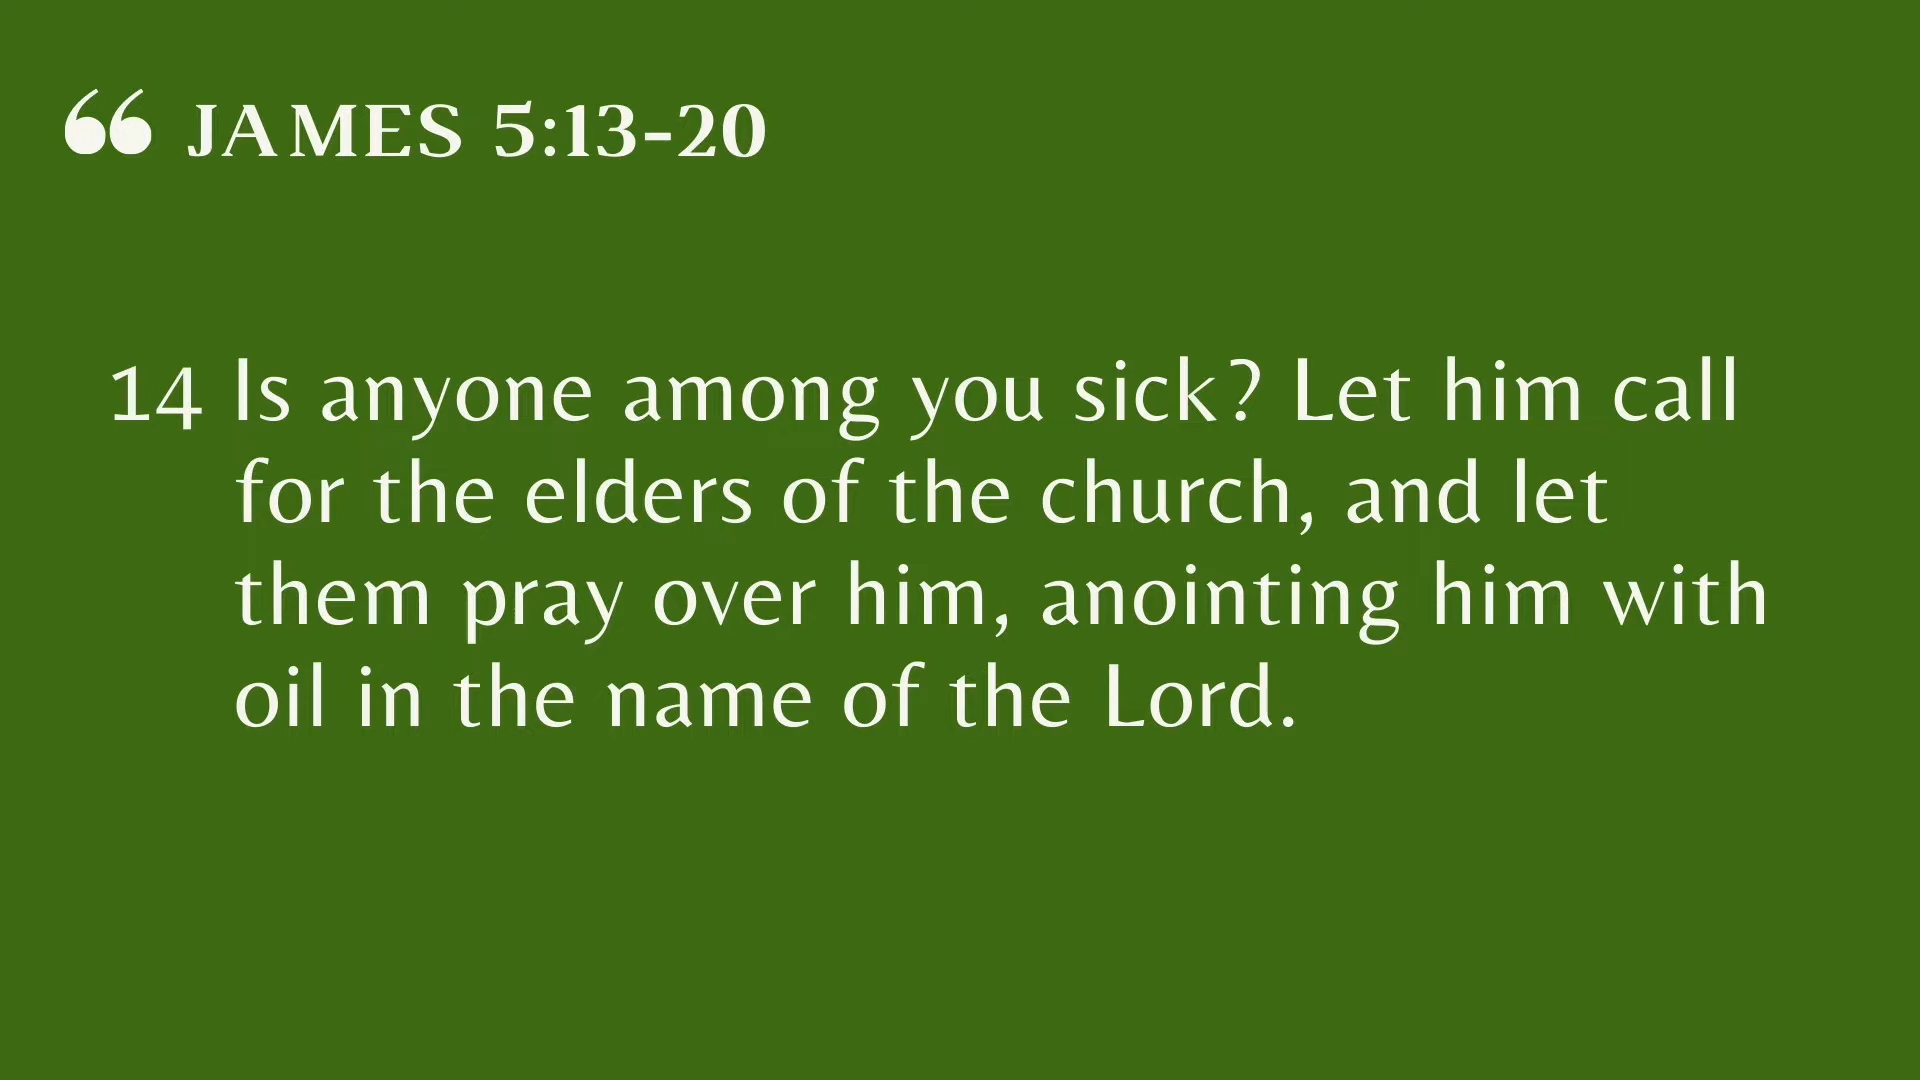 “ JAMES 5:13-20
14 Is anyone among you sick? Let him call
for the elders of the church, and let
them pray over him, anointing him with
oil in the name of the Lord.